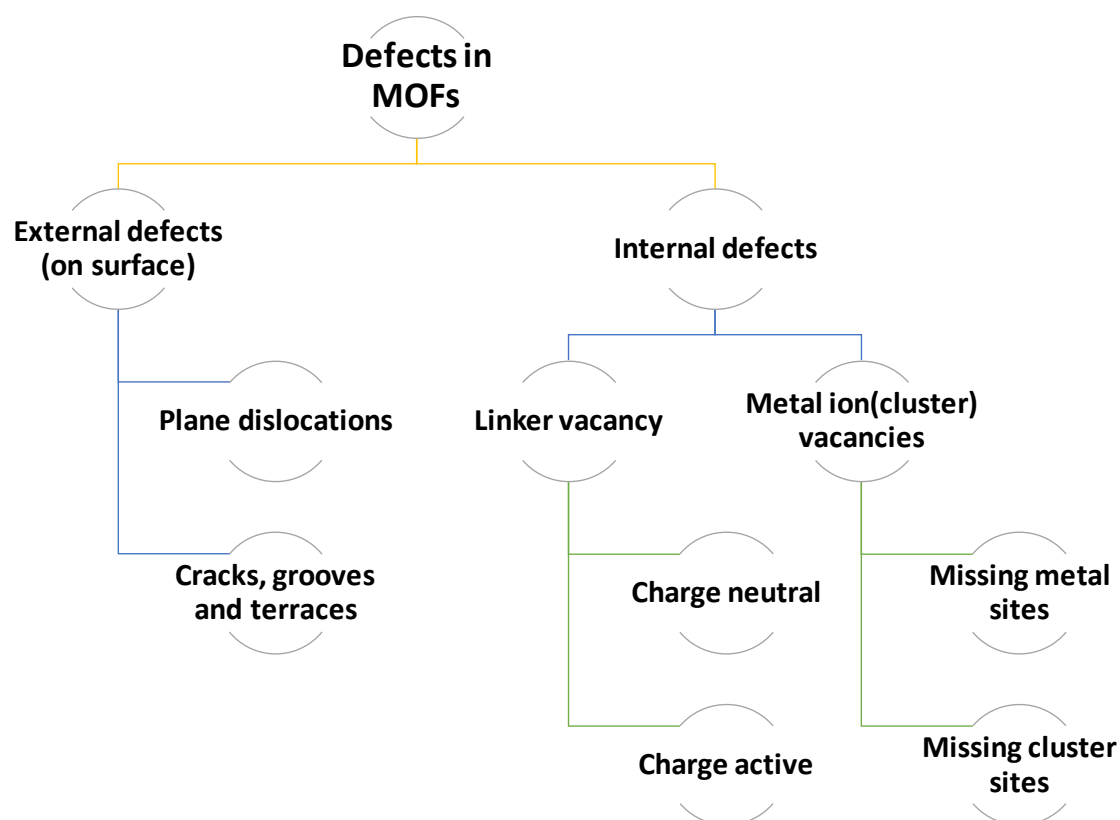 Defects in
MOFs
External defects
(on surface)
Internal defects
Plane dislocations
Linker vacancy
Metal ion(cluster)
vacancies
Cracks, grooves
and terraces
Charge neutral
Missing metal
sites
Charge active
Missing cluster
sites